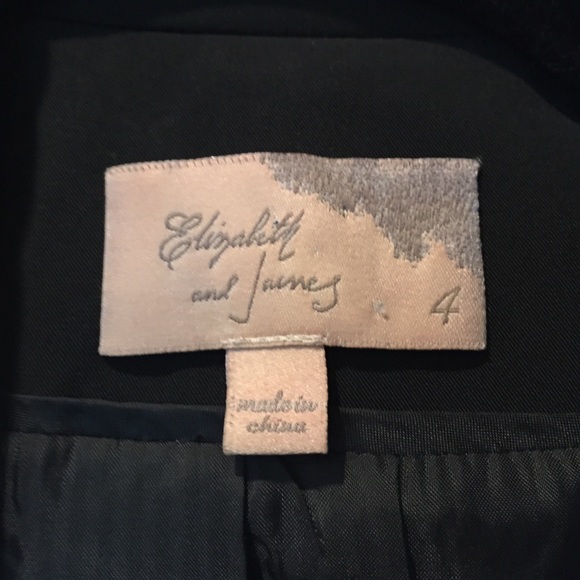 Elizabeth
and James
4
made in
china